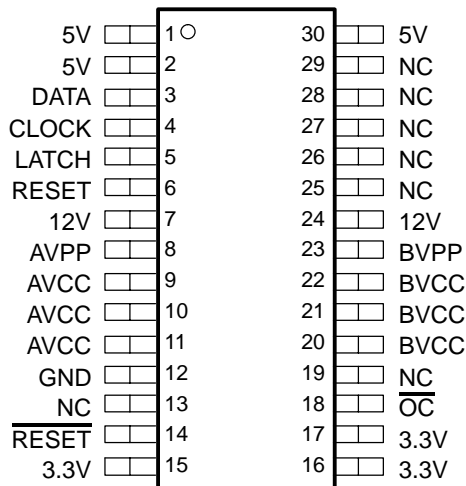 5V 1 30 5V
5V 2 29 NC
DATA 3 28 NC
CLOCK 4 27 NC
LATCH 5 26 NC
RESET 6 25 NC
12V 7 24 12V
AVPP 8 23 BVPP
AVCC 9 22 BVCC
AVCC 10 21 BVCC
AVCC 11 20 BVCC
GND 12 19 NC
NC 13 18 O̅C̅
R̅E̅S̅E̅T̅ 14 17 3.3V
3.3V 15 16 3.3V